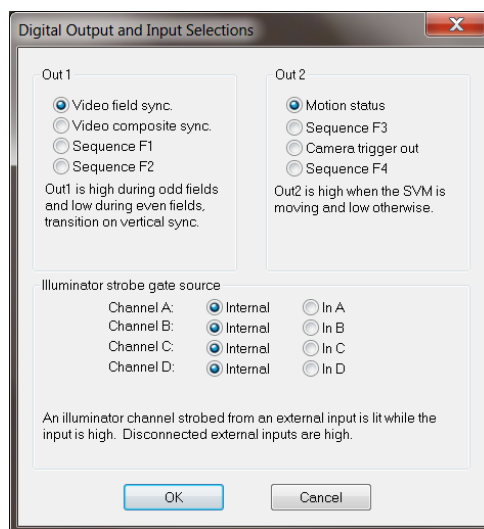 Digital Output and Input Selections
Out 1
Video field sync.
Video composite sync.
Sequence F1
Sequence F2
Out1 is high during odd fields
and low during even fields,
transition on vertical sync.
Out 2
Motion status
Sequence F3
Camera trigger out
Sequence F4
Out2 is high when the SVM is
moving and low otherwise.
Illuminator strobe gate source
Channel A: Internal In A
Channel B: Internal In B
Channel C: Internal In C
Channel D: Internal In D
An illuminator channel strobed from an external input is lit while the
input is high. Disconnected external inputs are high.
OK Cancel